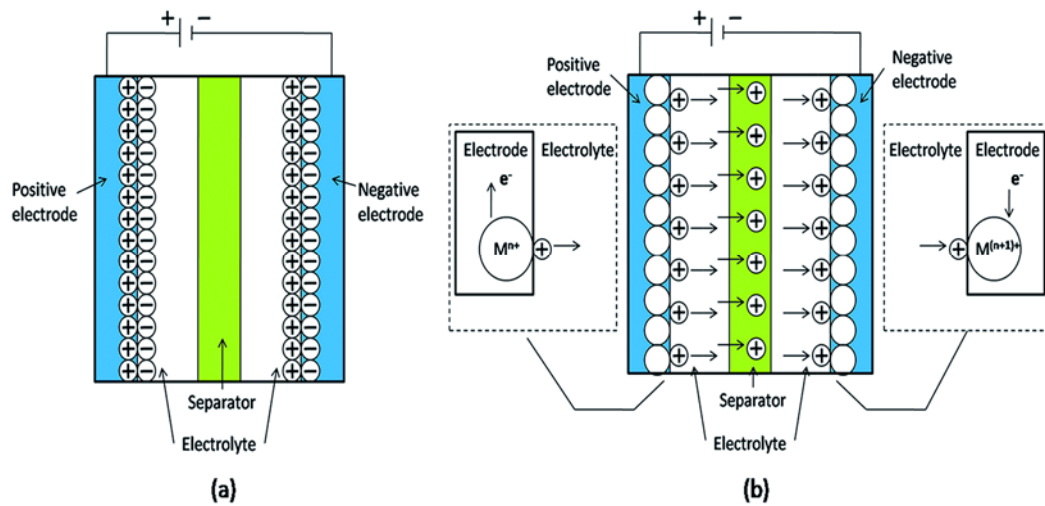 + −
Positive
electrode
Negative
electrode
Separator
Electrolyte
(a)
+ −
Positive
electrode
Negative
electrode
Electrode
Electrolyte
e⁻
Mⁿ⁺
+
Electrolyte
Electrode
e⁻
+
M⁽ⁿ⁺¹⁾⁺
Separator
Electrolyte
(b)